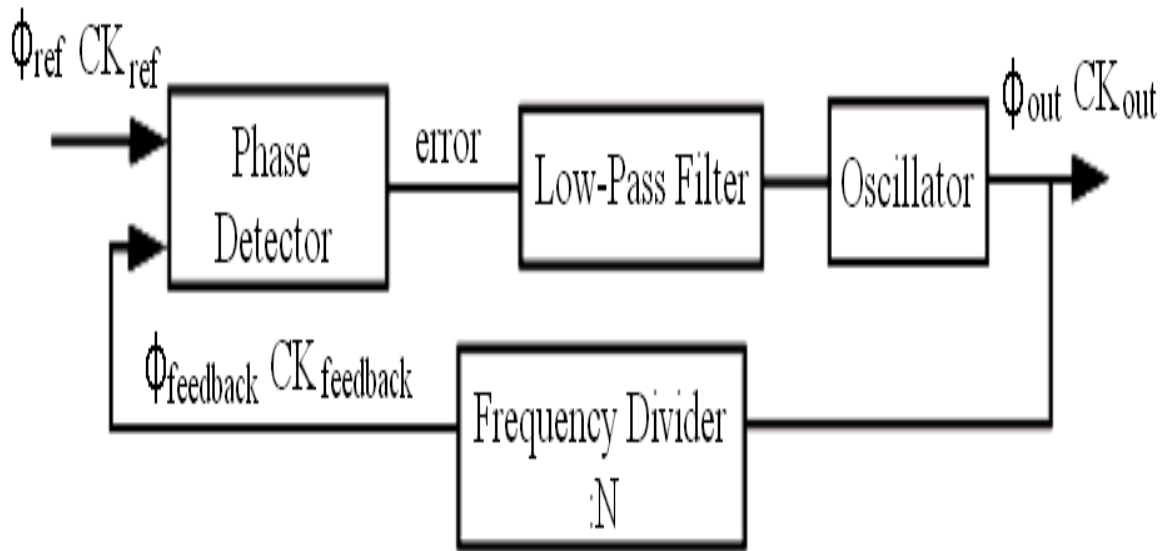 ϕref CKref
Phase
Detector
error
Low-Pass Filter
Oscillator
ϕout CKout
ϕfeedback CKfeedback
Frequency Divider
:N